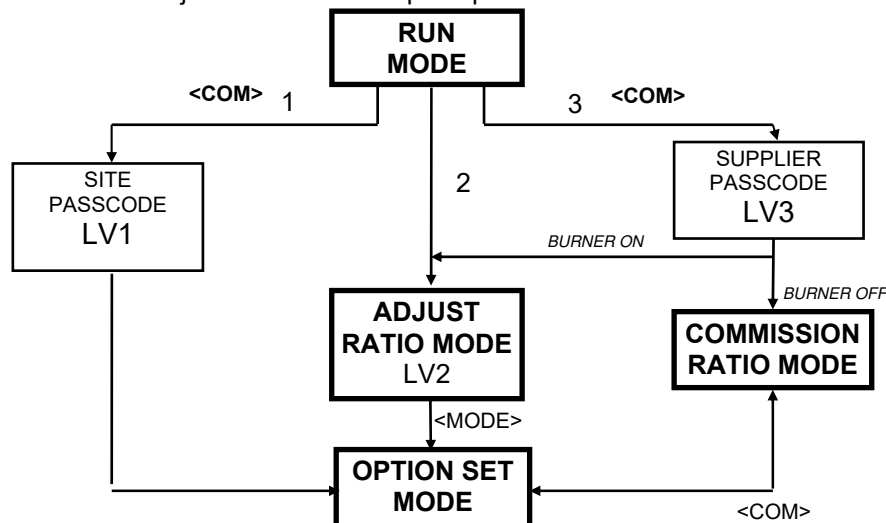 RUN
MODE
<COM> 1
3 <COM>
SITE
PASSCODE
LV1
2
SUPPLIER
PASSCODE
LV3
BURNER ON
BURNER OFF
ADJUST
RATIO MODE
LV2
COMMISSION
RATIO MODE
<MODE>
OPTION SET
MODE
<COM>